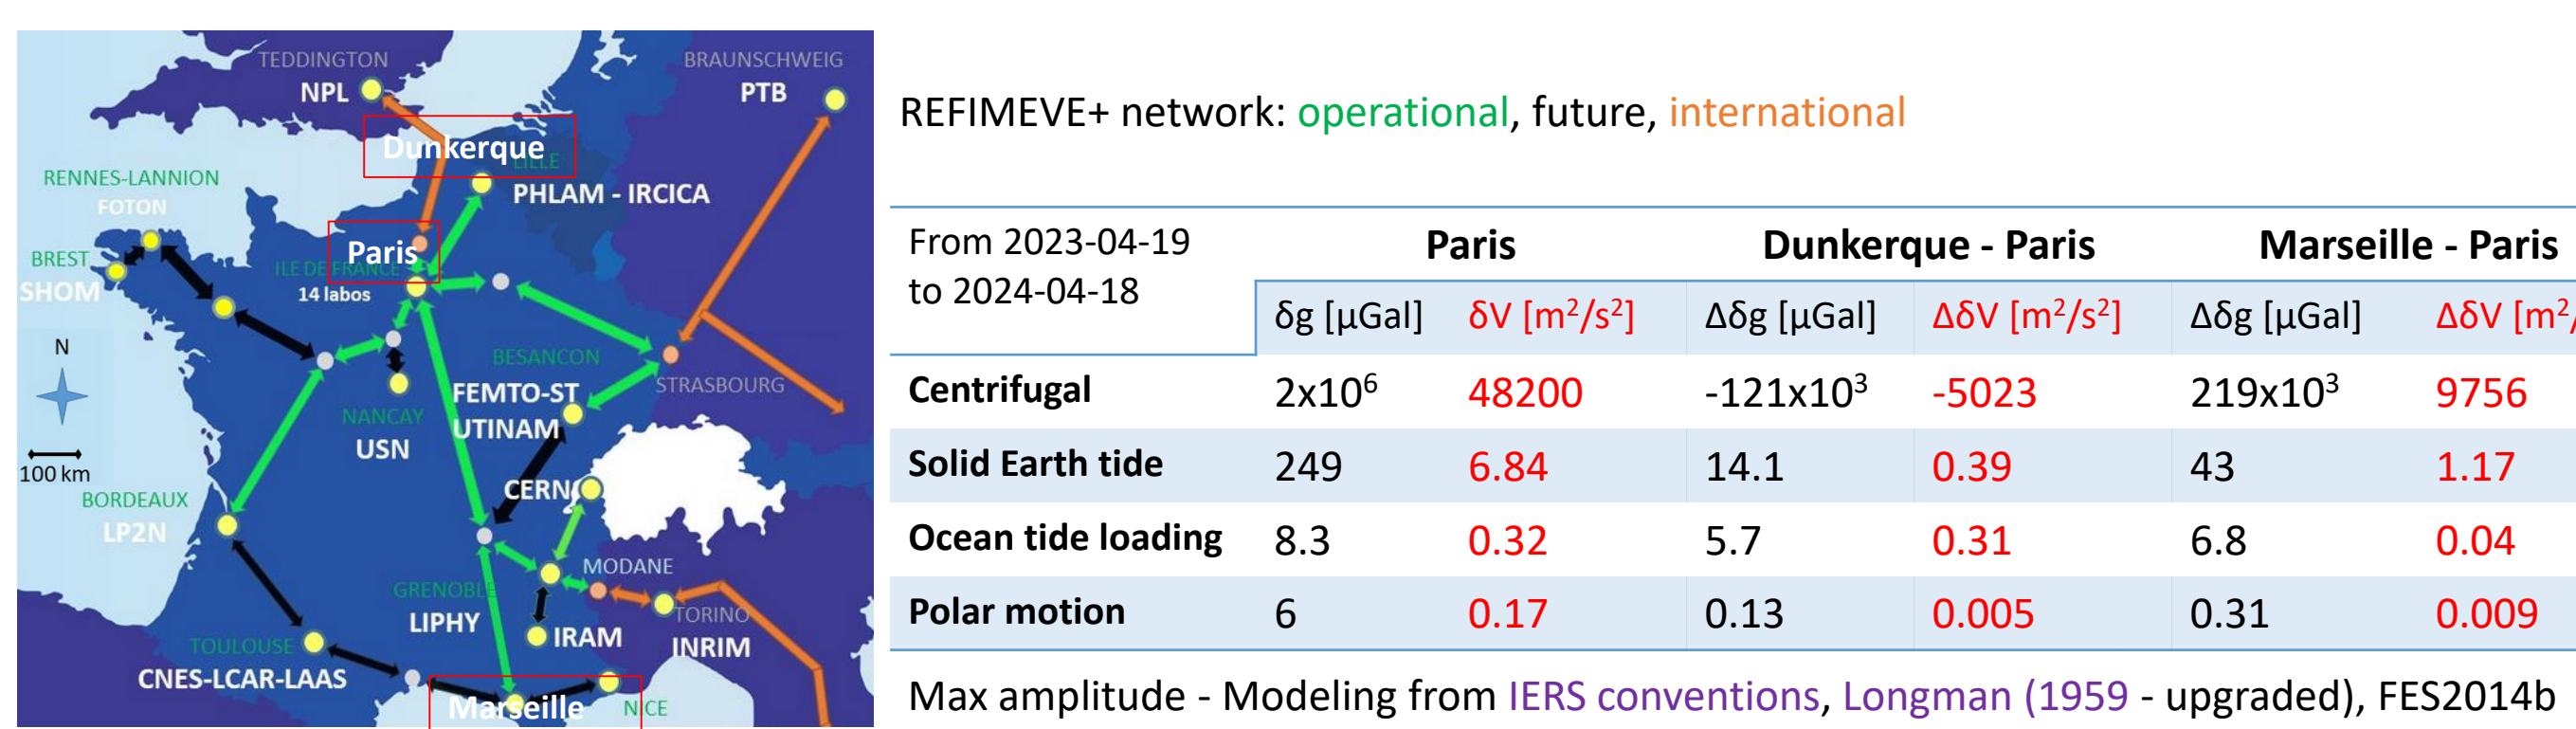 TEDDINGTON
NPL
BRAUNSCHWEIG
PTB
Dunkerque
LILLE
PHLAM - IRCICA
RENNES-LANNION
FOTON
BREST
SHOM
Paris
ILE DE FRANCE
14 labos
N
100 km
BESANCON
FEMTO-ST
UTINAM
STRASBOURG
NANCAY
USN
CERN
BORDEAUX
LP2N
MODANE
GRENOBLE
LIPHY
IRAM
TORINO
INRIM
TOULOUSE
CNES-LCAR-LAAS
Marseille
NICE
REFIMEVE+ network: operational, future, international
From 2023-04-19
to 2024-04-18
Paris Dunkerque - Paris Marseille - Paris
δg [µGal] δV [m²/s²] Δδg [µGal] ΔδV [m²/s²] Δδg [µGal] ΔδV [m²/
Centrifugal 2x10⁶ 48200 -121x10³ -5023 219x10³ 9756
Solid Earth tide 249 6.84 14.1 0.39 43 1.17
Ocean tide loading 8.3 0.32 5.7 0.31 6.8 0.04
Polar motion 6 0.17 0.13 0.005 0.31 0.009
Max amplitude - Modeling from IERS conventions, Longman (1959 - upgraded), FES2014b